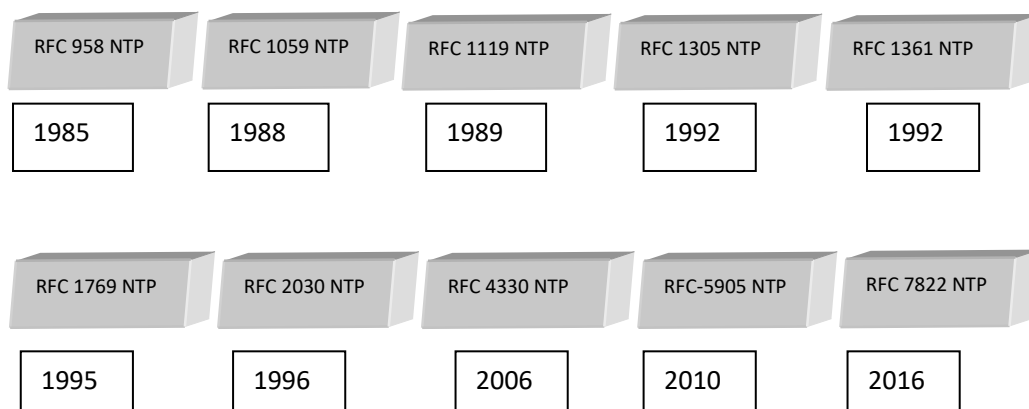 RFC 958 NTP
RFC 1059 NTP
RFC 1119 NTP
RFC 1305 NTP
RFC 1361 NTP
1985
1988
1989
1992
1992
RFC 1769 NTP
RFC 2030 NTP
RFC 4330 NTP
RFC-5905 NTP
RFC 7822 NTP
1995
1996
2006
2010
2016